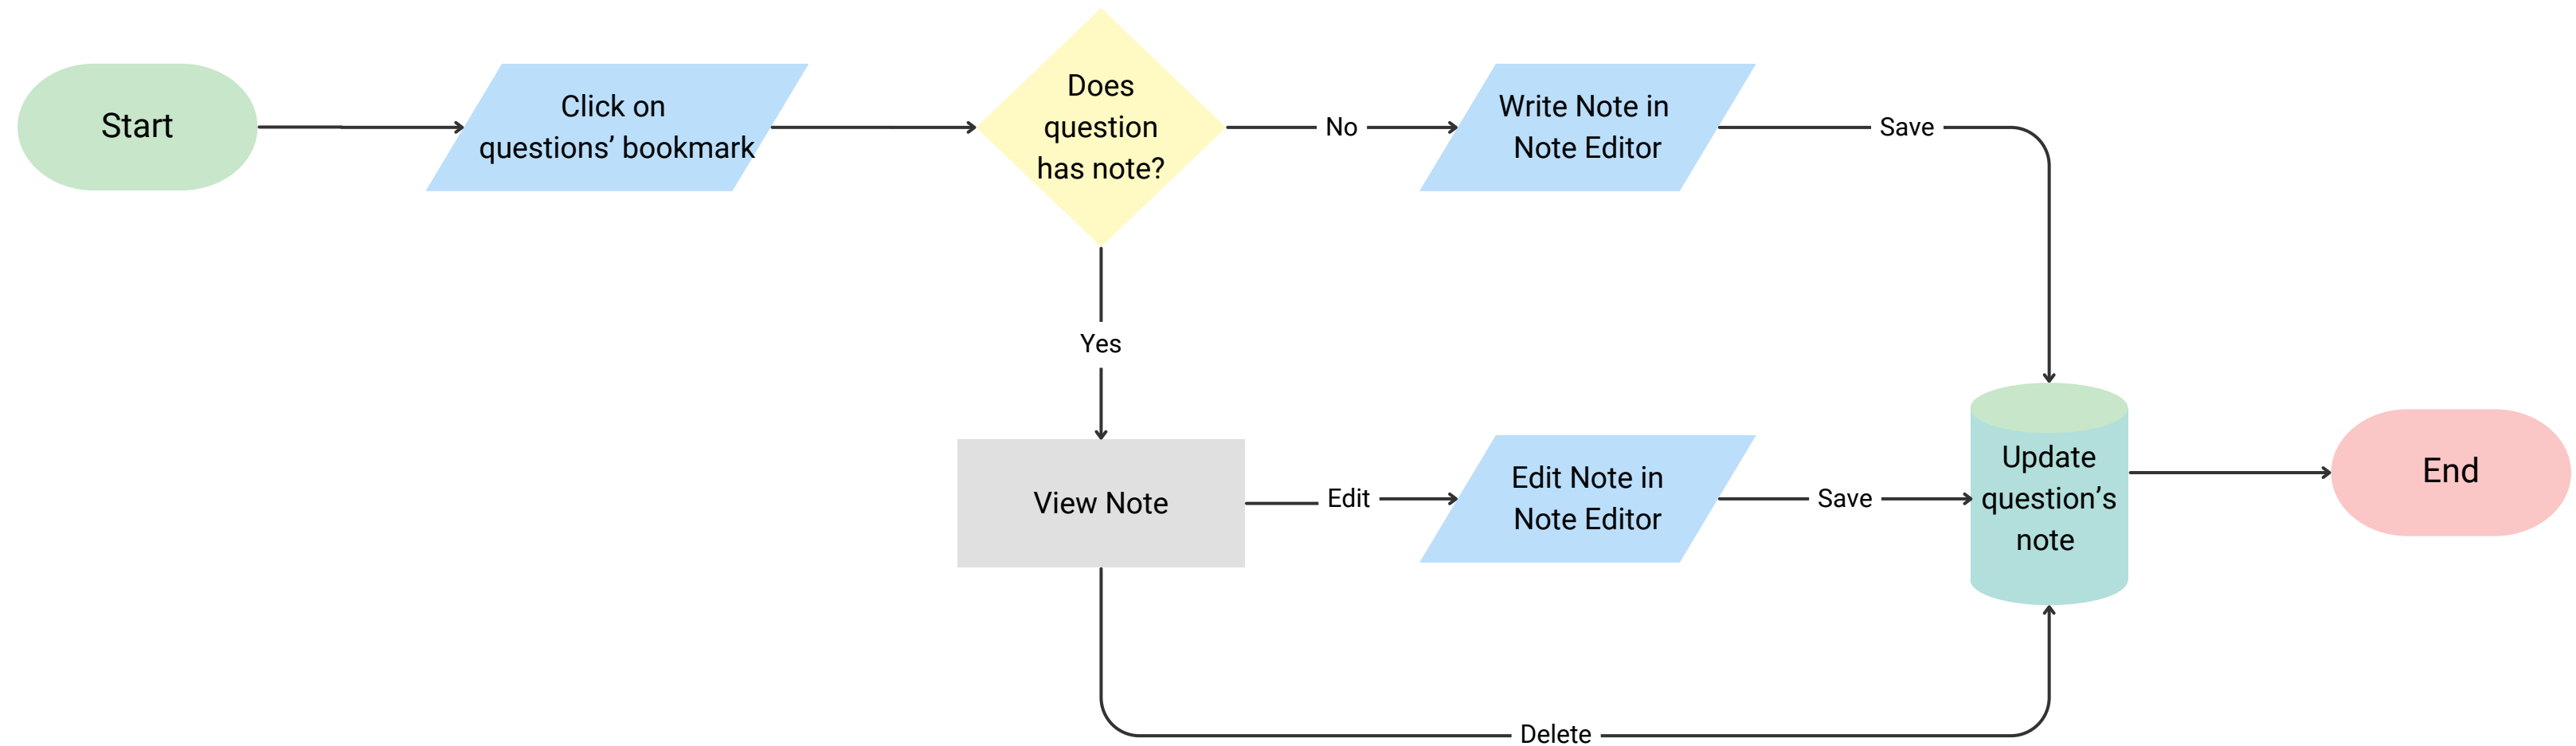 Start
Click on
questions’ bookmark
Does
question
has note?
No
Write Note in
Note Editor
Save
Yes
View Note
Edit
Edit Note in
Note Editor
Save
Update
question’s
note
End
Delete